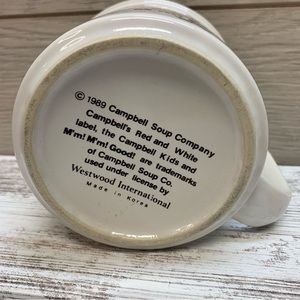 © 1989 Campbell Soup Company
Campbell's Red and White
label, the Campbell Kids and
M'm! M'm! Good! are trademarks
of Campbell Soup Co.
used under license by
Westwood International
Made in Korea